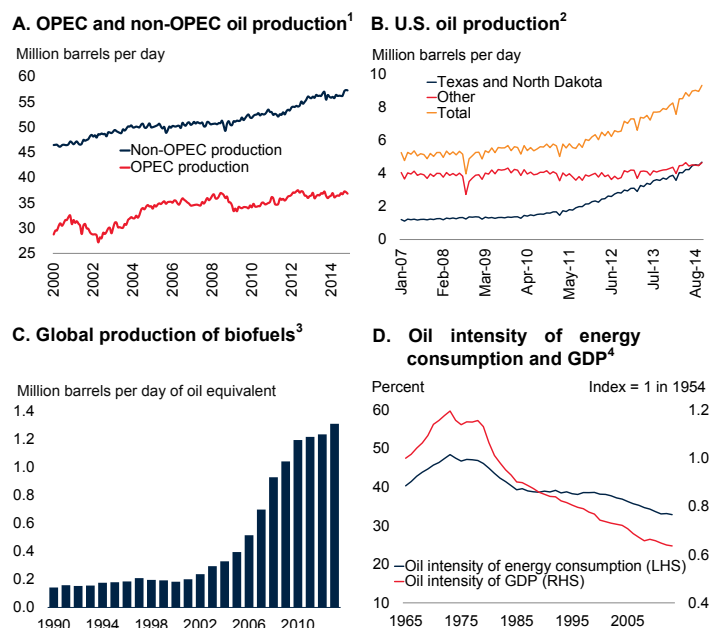 A. OPEC and non-OPEC oil production1
Million barrels per day
60
55
50
45
40
35
30
25
Non-OPEC production
OPEC production
2000
2002
2004
2006
2008
2010
2012
2014
B. U.S. oil production2
Million barrels per day
10
8
6
4
2
0
Texas and North Dakota
Other
Total
Jan-07
Feb-08
Mar-09
Apr-10
May-11
Jun-12
Jul-13
Aug-14
C. Global production of biofuels3
Million barrels per day of oil equivalent
1.4
1.2
1.0
0.8
0.6
0.4
0.2
0.0
1990 1994 1998 2002 2006 2010
D. Oil intensity of energy
consumption and GDP4
Percent Index = 1 in 1954
60
50
40
30
20
10
1.2
1.0
0.8
0.6
0.4
Oil intensity of energy consumption (LHS)
Oil intensity of GDP (RHS)
1965 1975 1985 1995 2005